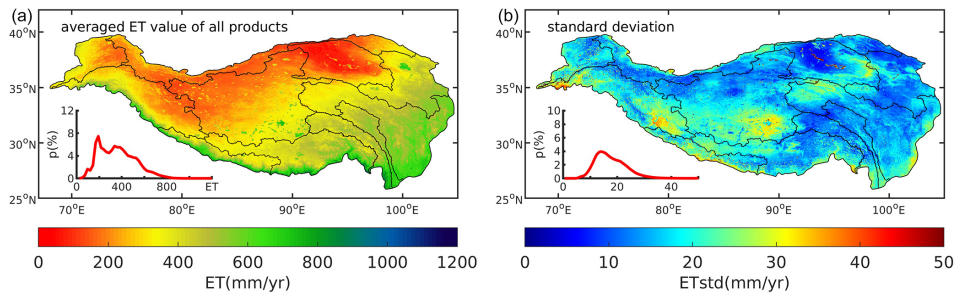 (a)
averaged ET value of all products
40°N
35°N
30°N
25°N
12
8
4
0
p(%)
400
800
ET
70°E
80°E
90°E
100°E
0
200
400
600
800
1000
1200
ET(mm/yr)
(b)
standard deviation
40°N
35°N
30°N
25°N
10
8
6
4
2
0
p(%)
0
20
40
70°E
80°E
90°E
100°E
0
10
20
30
40
50
ETstd(mm/yr)